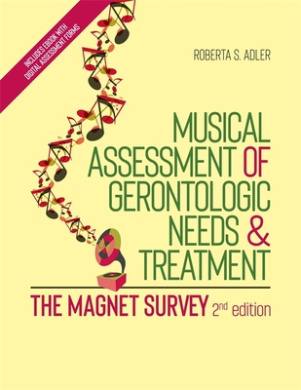 INCLUDES EBOOK WITH
DIGITAL ASSESSMENT FORMS
ROBERTA S. ADLER
MUSICAL
ASSESSMENT OF
GERONTOLOGIC
NEEDS &
TREATMENT
THE MAGNET SURVEY 2nd edition